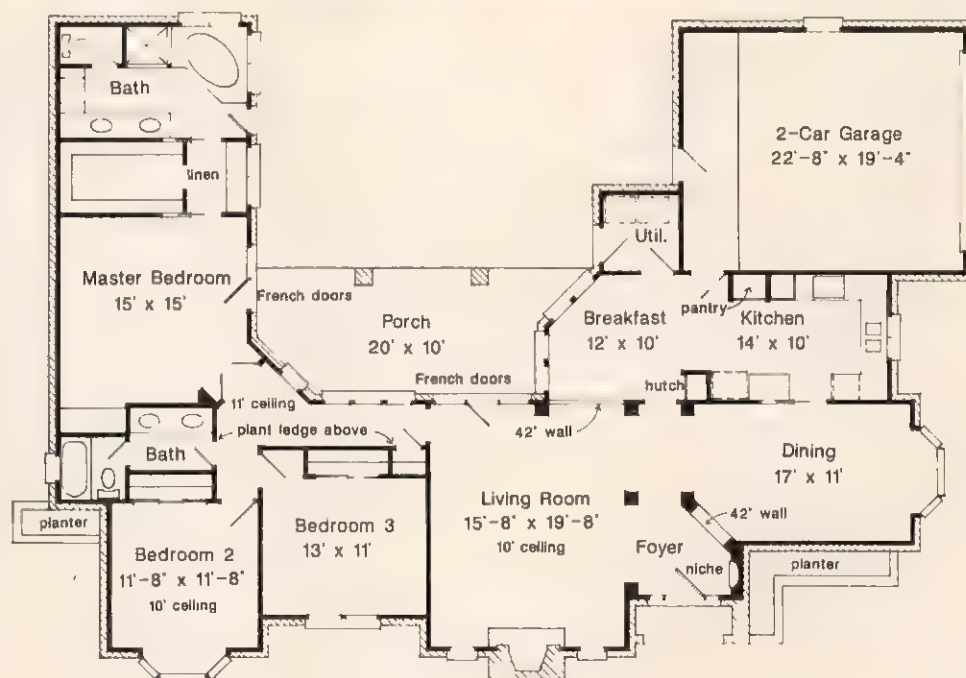 Bath
linen
Master Bedroom
15' x 15'
French doors
Porch
20' x 10'
French doors
11' ceiling
plant ledge above
Bath
planter
Bedroom 2
11'-8" x 11'-8"
10' ceiling
Bedroom 3
13' x 11'
Living Room
15'-8" x 19'-8"
10' ceiling
42" wall
Foyer
niche
planter
42" wall
Dining
17' x 11'
hutch
Breakfast
12' x 10'
pantry
Kitchen
14' x 10'
Util.
2-Car Garage
22'-8" x 19'-4"